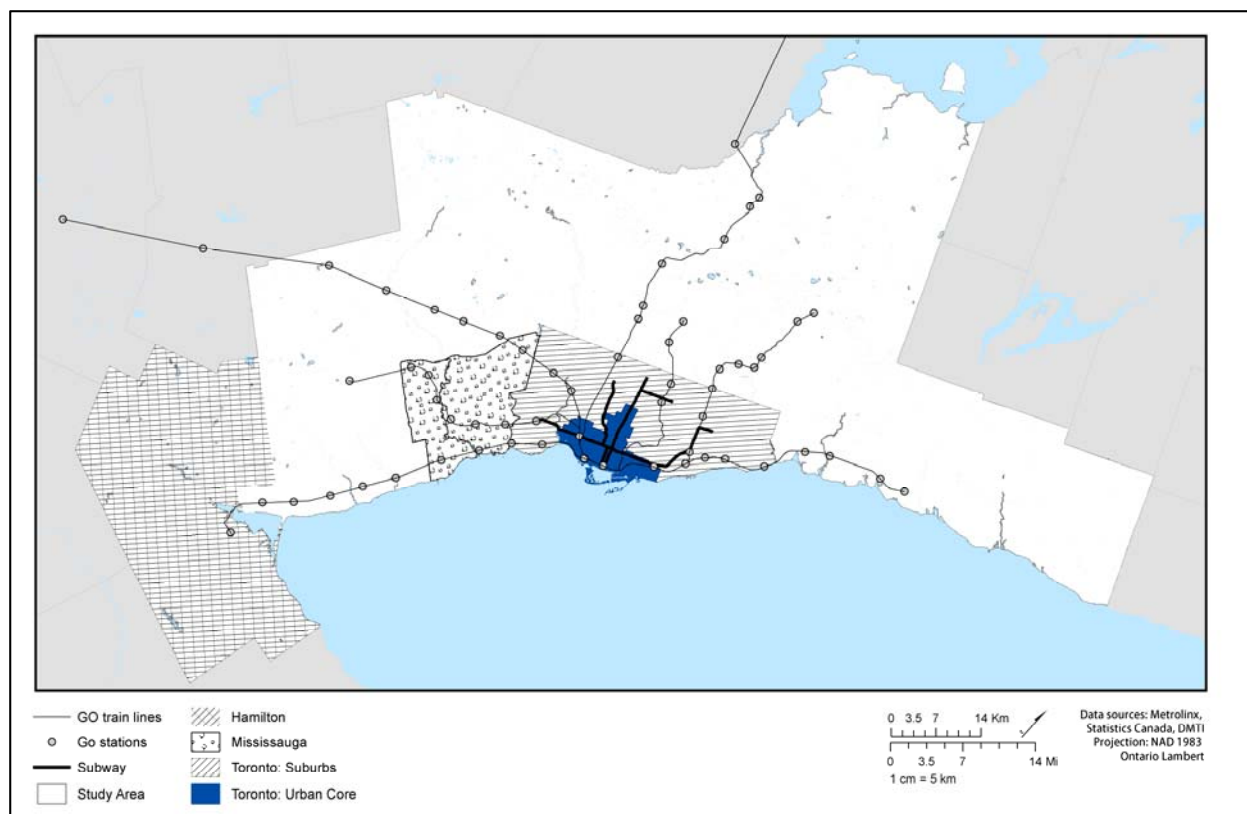 GO train lines
Go stations
Subway
Study Area
Hamilton
Mississauga
Toronto: Suburbs
Toronto: Urban Core
0 3.5 7 14 Km
0 3.5 7 14 Mi
1 cm = 5 km
Data sources: Metrolinx,
Statistics Canada, DMTI
Projection: NAD 1983
Ontario Lambert